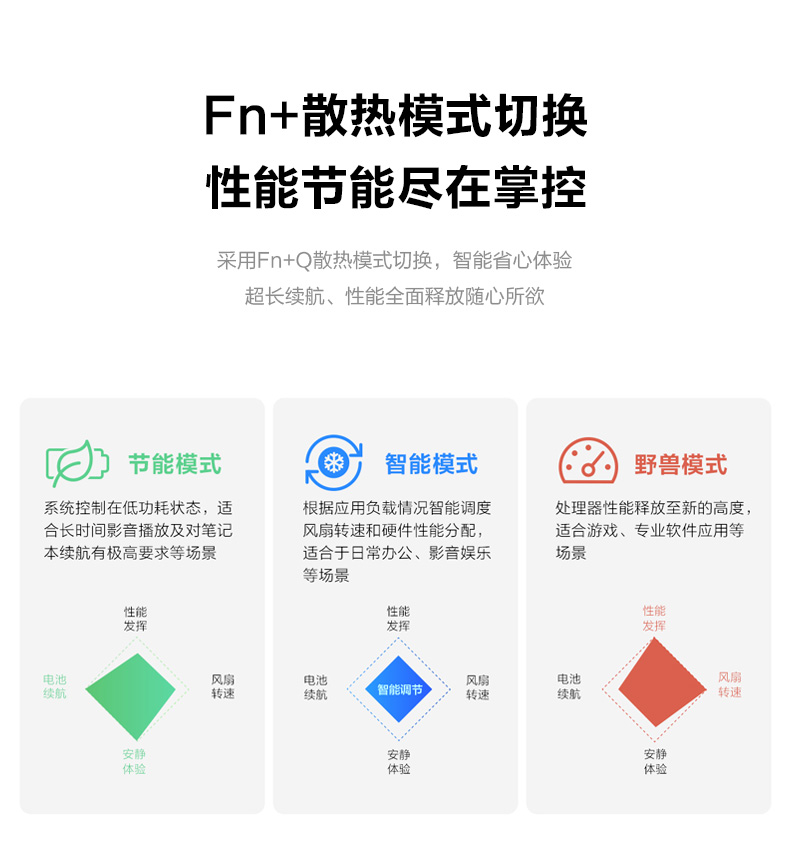 Fn+散热模式切换
性能节能尽在掌控
采用Fn+Q散热模式切换，智能省心体验
超长续航、性能全面释放随心所欲
节能模式
系统控制在低功耗状态，适
合长时间影音播放及对笔记
本续航有极高要求等场景
性能
发挥
电池
续航
风扇
转速
安静
体验
智能模式
根据应用负载情况智能调度
风扇转速和硬件性能分配，
适合于日常办公、影音娱乐
等场景
性能
发挥
电池
续航
智能调节
风扇
转速
安静
体验
野兽模式
处理器性能释放至新的高度，
适合游戏、专业软件应用等
场景
性能
发挥
电池
续航
风扇
转速
安静
体验